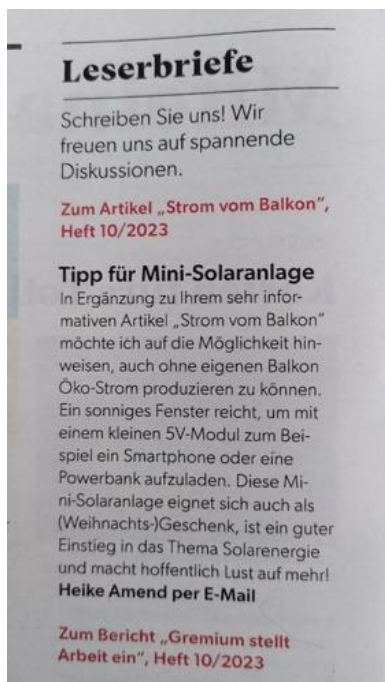 Leserbriefe
Schreiben Sie uns! Wir
freuen uns auf spannende
Diskussionen.
Zum Artikel „Strom vom Balkon“,
Heft 10/2023
Tipp für Mini-Solaranlage
In Ergänzung zu Ihrem sehr infor-
mativen Artikel „Strom vom Balkon“
möchte ich auf die Möglichkeit hin-
weisen, auch ohne eigenen Balkon
Öko-Strom produzieren zu können.
Ein sonniges Fenster reicht, um mit
einem kleinen 5V-Modul zum Bei-
spiel ein Smartphone oder eine
Powerbank aufzuladen. Diese Mi-
ni-Solaranlage eignet sich auch als
(Weihnachts-)Geschenk, ist ein guter
Einstieg in das Thema Solarenergie
und macht hoffentlich Lust auf mehr!
Heike Amend per E-Mail
Zum Bericht „Gremium stellt
Arbeit ein“, Heft 10/2023